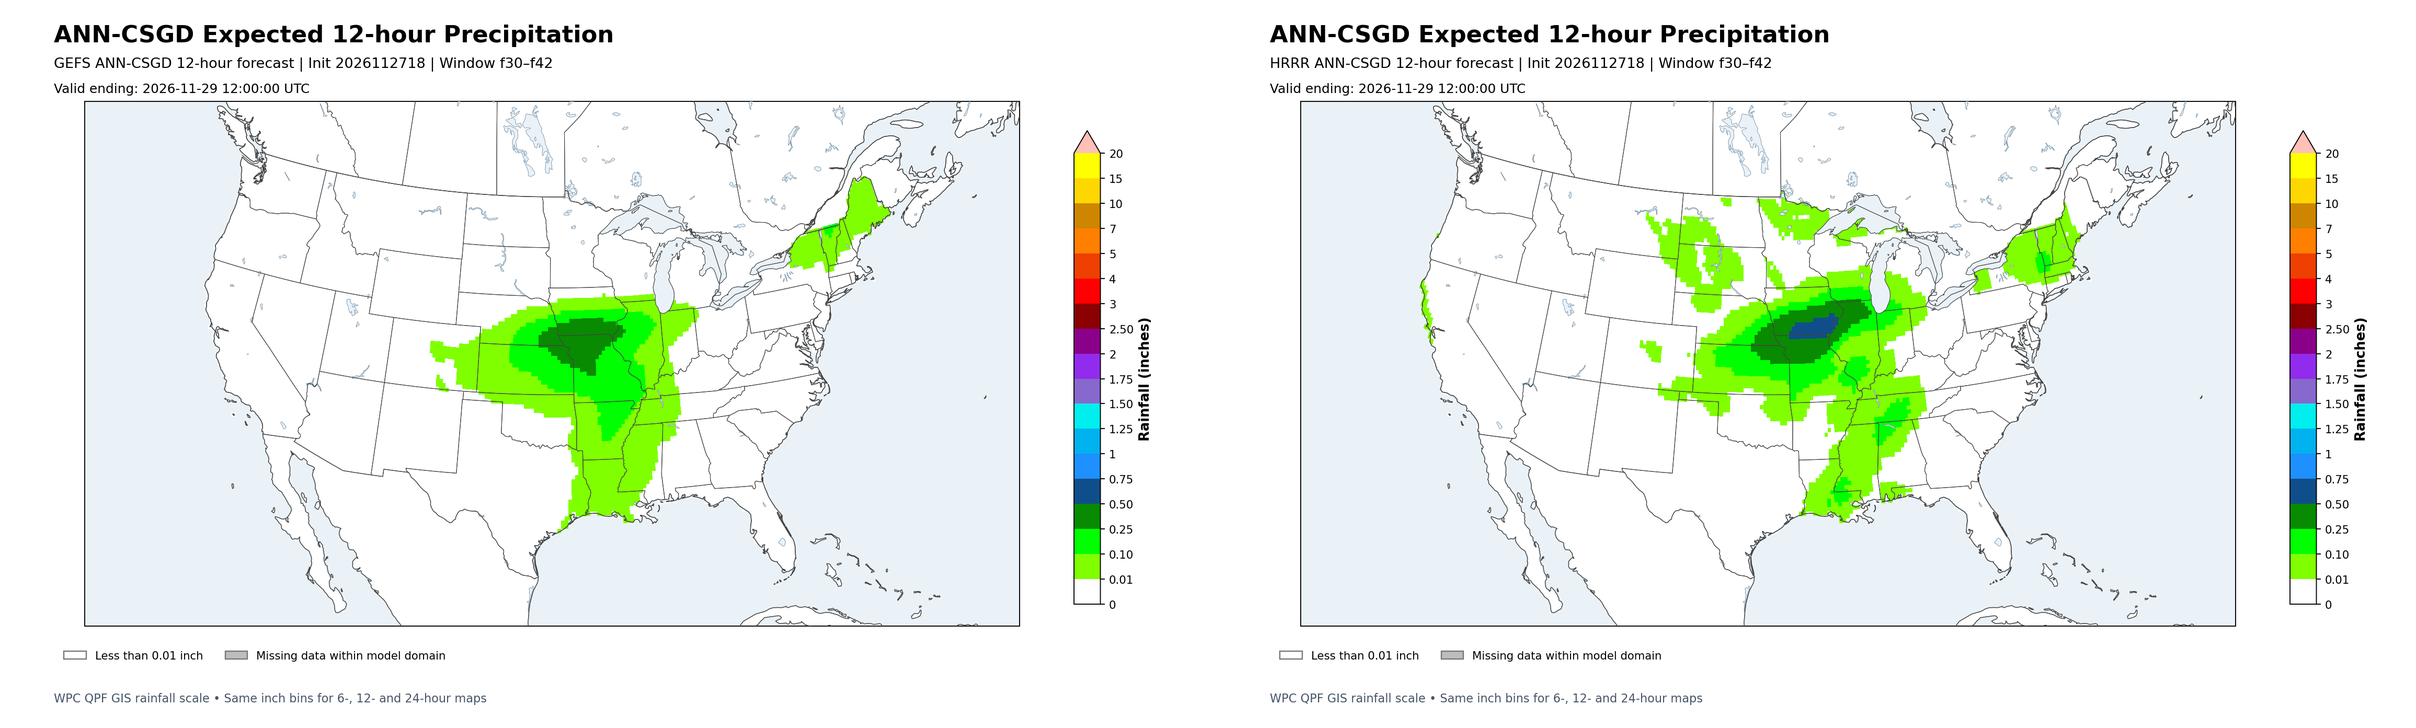 ANN-CSGD Expected 12-hour Precipitation
GEFS ANN-CSGD 12-hour forecast | Init 2026112718 | Window f30–f42
Valid ending: 2026-11-29 12:00:00 UTC
20
15
10
7
5
4
3
2.50
2
1.75
1.50
1.25
1
0.75
0.50
0.25
0.10
0.01
0
Rainfall (inches)
Less than 0.01 inch
Missing data within model domain
WPC QPF GIS rainfall scale • Same inch bins for 6-, 12- and 24-hour maps
ANN-CSGD Expected 12-hour Precipitation
HRRR ANN-CSGD 12-hour forecast | Init 2026112718 | Window f30–f42
Valid ending: 2026-11-29 12:00:00 UTC
20
15
10
7
5
4
3
2.50
2
1.75
1.50
1.25
1
0.75
0.50
0.25
0.10
0.01
0
Rainfall (inches)
Less than 0.01 inch
Missing data within model domain
WPC QPF GIS rainfall scale • Same inch bins for 6-, 12- and 24-hour maps